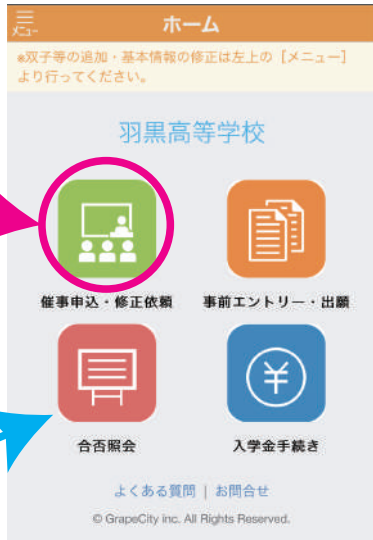 メニュー
ホーム
※双子等の追加・基本情報の修正は左上の［メニュー］
より行ってください。
羽黒高等学校
催事申込・修正依頼
事前エントリー・出願
合否照会
入学金手続き
よくある質問 | お問合せ
© GrapeCity inc. All Rights Reserved.